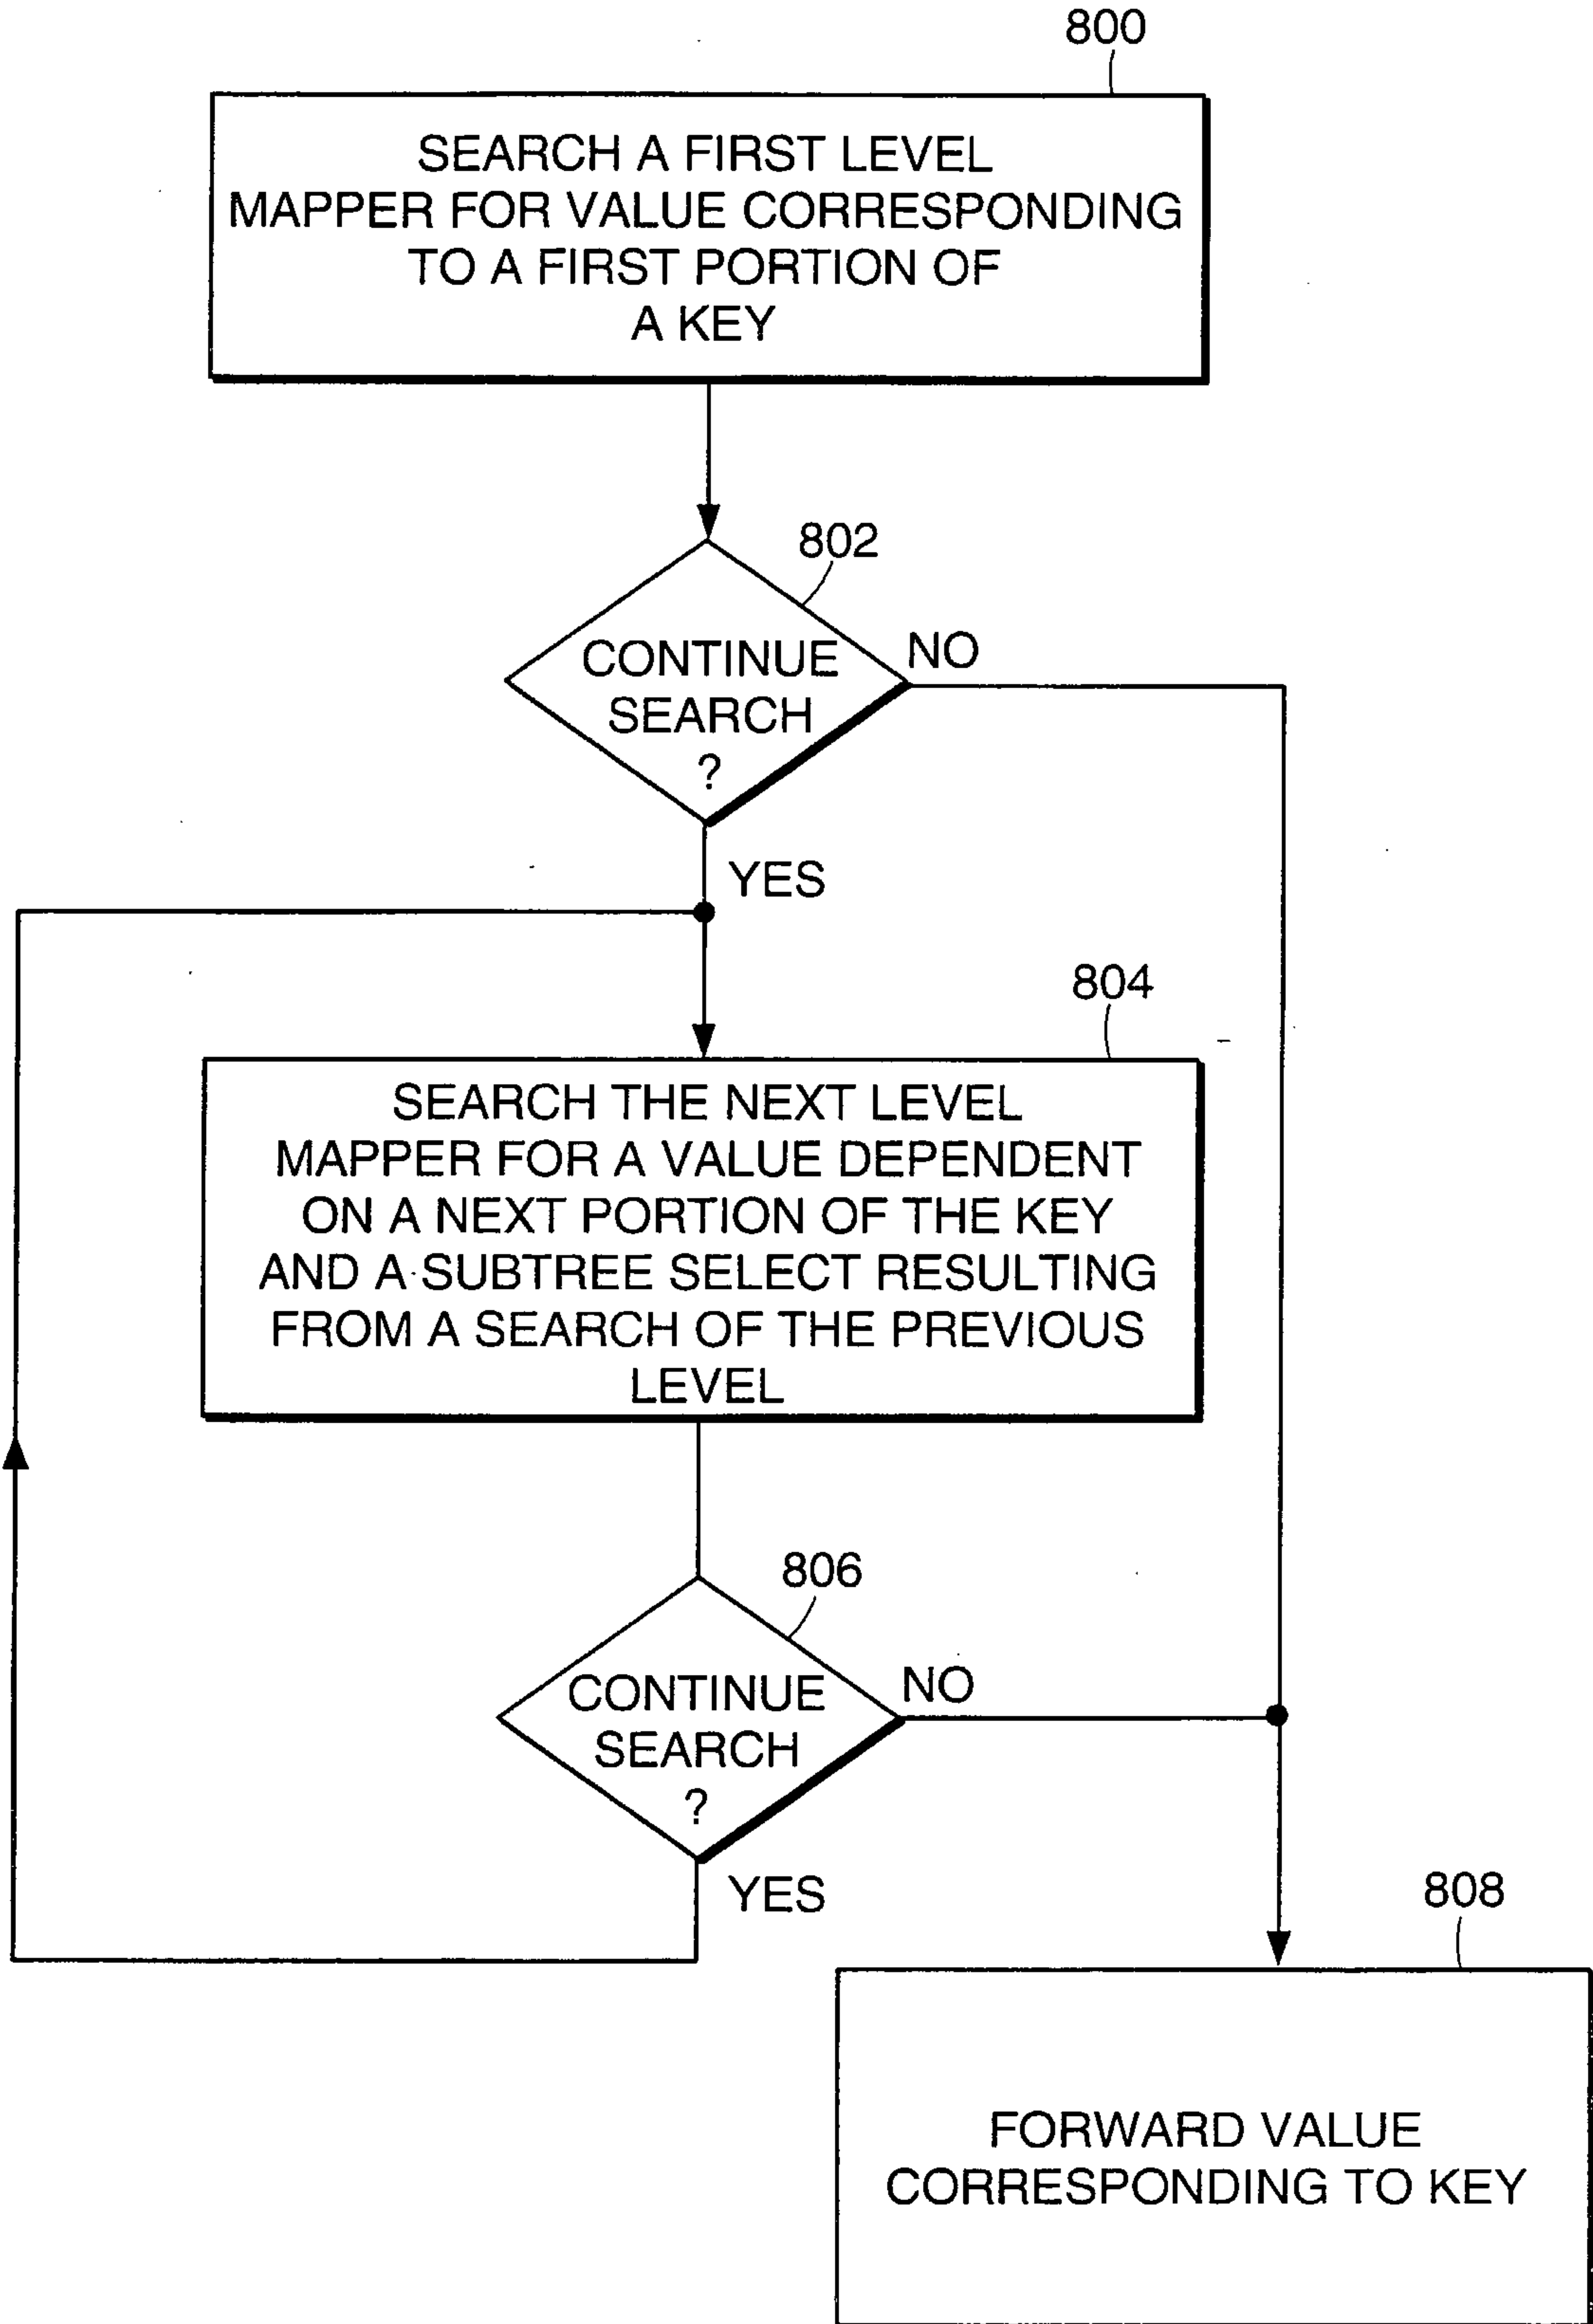 800
SEARCH A FIRST LEVEL
MAPPER FOR VALUE CORRESPONDING
TO A FIRST PORTION OF
A KEY
802
CONTINUE
SEARCH
?
NO
YES
804
SEARCH THE NEXT LEVEL
MAPPER FOR A VALUE DEPENDENT
ON A NEXT PORTION OF THE KEY
AND A SUBTREE SELECT RESULTING
FROM A SEARCH OF THE PREVIOUS
LEVEL
806
CONTINUE
SEARCH
?
NO
YES
808
FORWARD VALUE
CORRESPONDING TO KEY